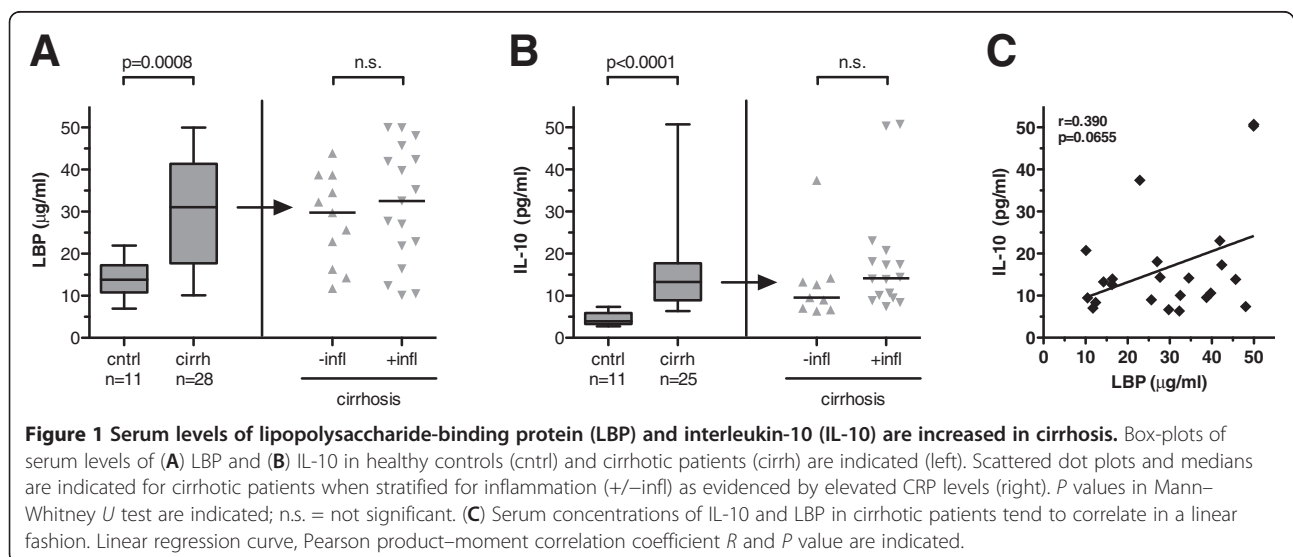 A
B
C
p=0.0008
n.s.
p<0.0001
n.s.
50
40
30
20
10
0
LBP (µg/ml)
cntrl
n=11
cirrh
n=28
-infl
+infl
cirrhosis
50
40
30
20
10
0
IL-10 (pg/ml)
cntrl
n=11
cirrh
n=25
-infl
+infl
cirrhosis
r=0.390
p=0.0655
50
40
30
20
10
0
IL-10 (pg/ml)
0 10 20 30 40 50
LBP (µg/ml)
Figure 1 Serum levels of lipopolysaccharide-binding protein (LBP) and interleukin-10 (IL-10) are increased in cirrhosis. Box-plots of
serum levels of (A) LBP and (B) IL-10 in healthy controls (cntrl) and cirrhotic patients (cirrh) are indicated (left). Scattered dot plots and medians
are indicated for cirrhotic patients when stratified for inflammation (+/−infl) as evidenced by elevated CRP levels (right). P values in Mann–
Whitney U test are indicated; n.s. = not significant. (C) Serum concentrations of IL-10 and LBP in cirrhotic patients tend to correlate in a linear
fashion. Linear regression curve, Pearson product–moment correlation coefficient R and P value are indicated.